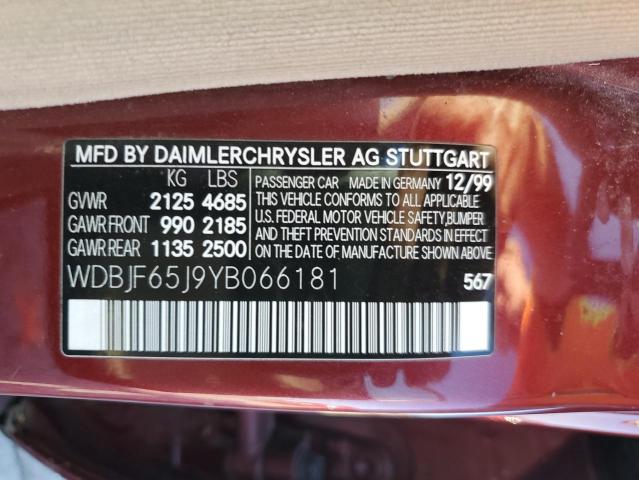 MFD BY DAIMLERCHRYSLER AG STUTTGART
KG LBS
GVWR 2125 4685
GAWR FRONT 990 2185
GAWR REAR 1135 2500
PASSENGER CAR MADE IN GERMANY 12/99
THIS VEHICLE CONFORMS TO ALL APPLICABLE
U.S. FEDERAL MOTOR VEHICLE SAFETY, BUMPER
AND THEFT PREVENTION STANDARDS IN EFFECT
ON THE DATE OF MANUFACTURE SHOWN ABOVE.
WDBJF65J9YB066181 567